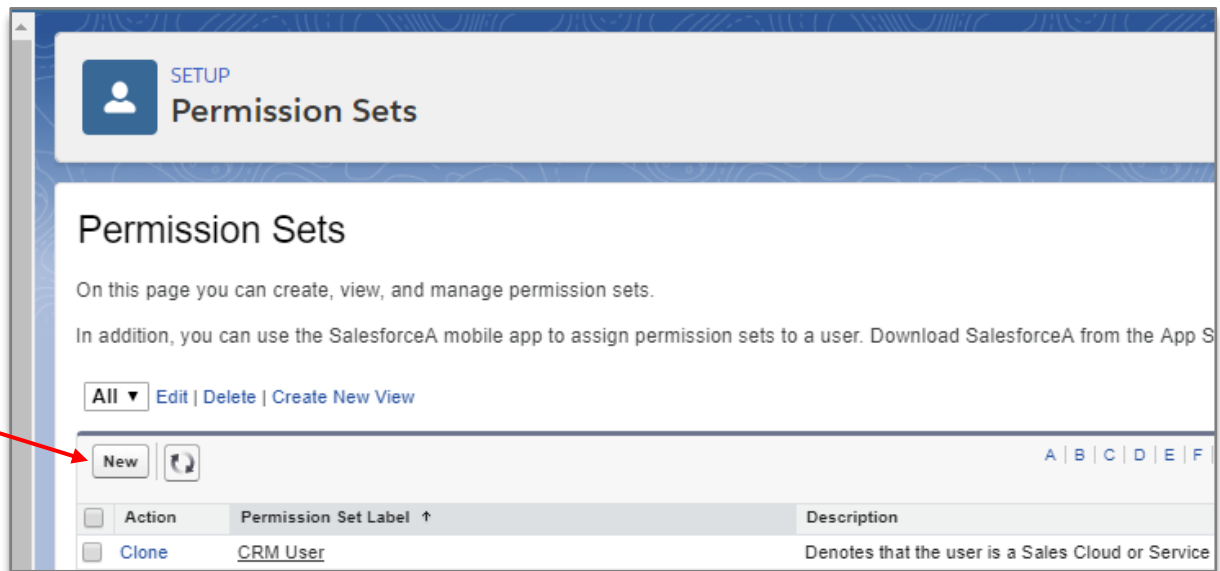 SETUP
Permission Sets
Permission Sets
On this page you can create, view, and manage permission sets.
In addition, you can use the SalesforceA mobile app to assign permission sets to a user. Download SalesforceA from the App S
All ▼ Edit | Delete | Create New View
New A | B | C | D | E | F |
Action Permission Set Label ↑ Description
Clone CRM User Denotes that the user is a Sales Cloud or Service